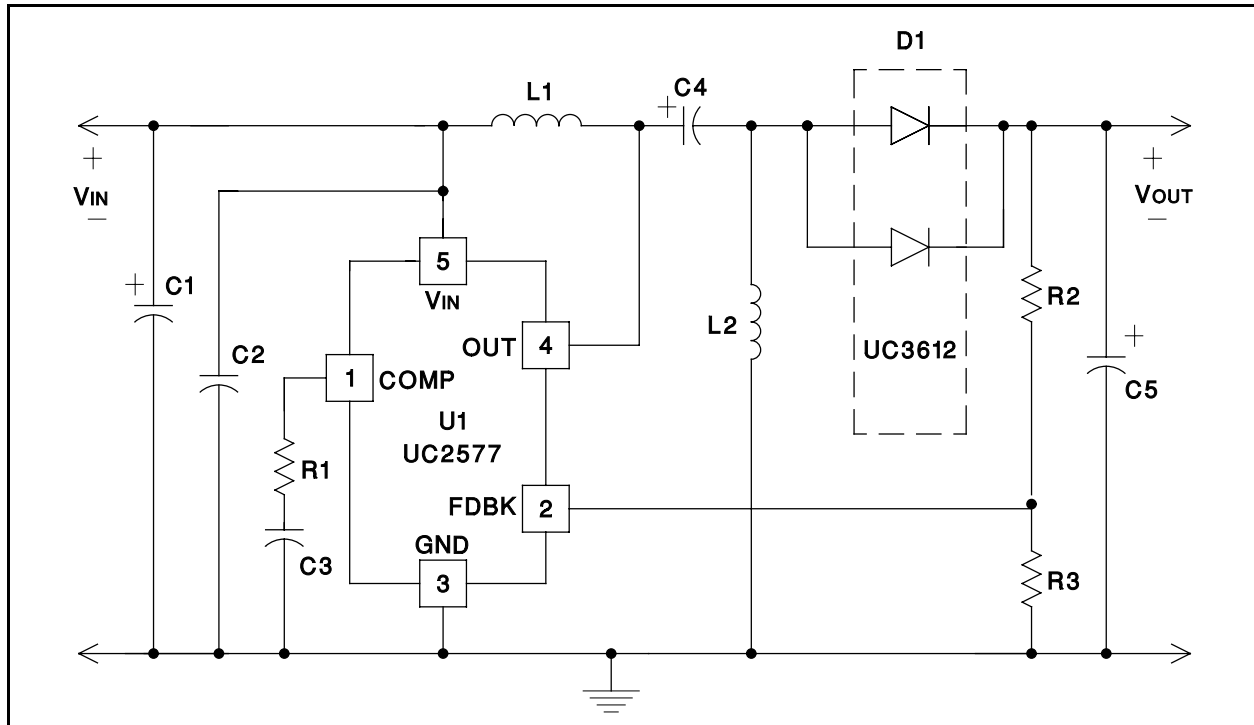 D1
L1
+ C4
+
VIN
−
+
VOUT
−
+ C1
5
VIN
C2
OUT 4
L2
UC3612
R2
+
C5
1 COMP
U1
UC2577
R1
FDBK 2
GND
C3
3
R3